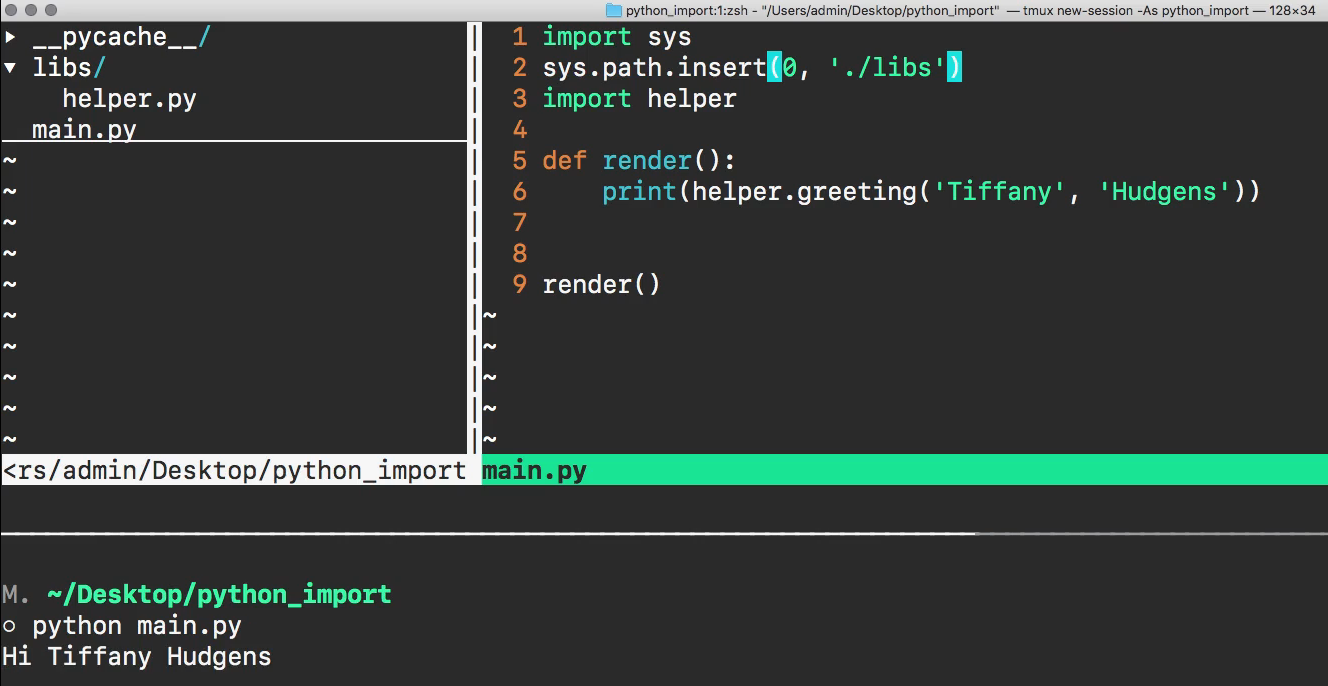 python_import:1:zsh - "/Users/admin/Desktop/python_import" — tmux new-session -As python_import — 128×34
▸ __pycache__/
▾ libs/
helper.py
main.py
~
~
~
~
~
~
~
~
~
~
<rs/admin/Desktop/python_import
1 import sys
2 sys.path.insert(0, './libs')
3 import helper
4
5 def render():
6     print(helper.greeting('Tiffany', 'Hudgens'))
7
8
9 render()
~
~
~
~
~
main.py
M. ~/Desktop/python_import
○ python main.py
Hi Tiffany Hudgens